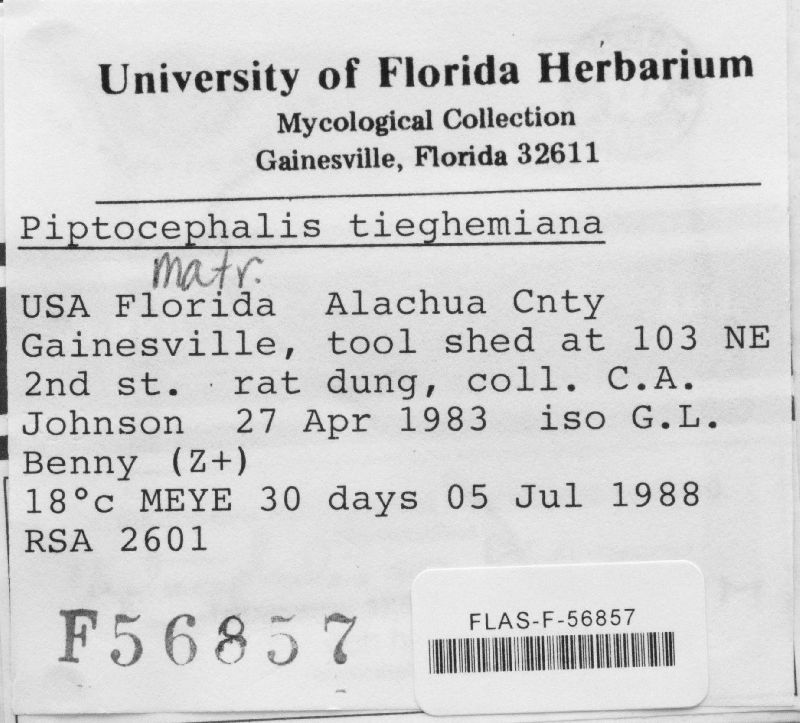 University of Florida Herbarium
Mycological Collection
Gainesville, Florida 32611
Piptocephalis tieghemiana
Matr.
USA Florida Alachua Cnty
Gainesville, tool shed at 103 NE
2nd st. rat dung, coll. C.A.
Johnson 27 Apr 1983 iso G.L.
Benny (Z+)
18°c MEYE 30 days 05 Jul 1988
RSA 2601
F56857
FLAS-F-56857